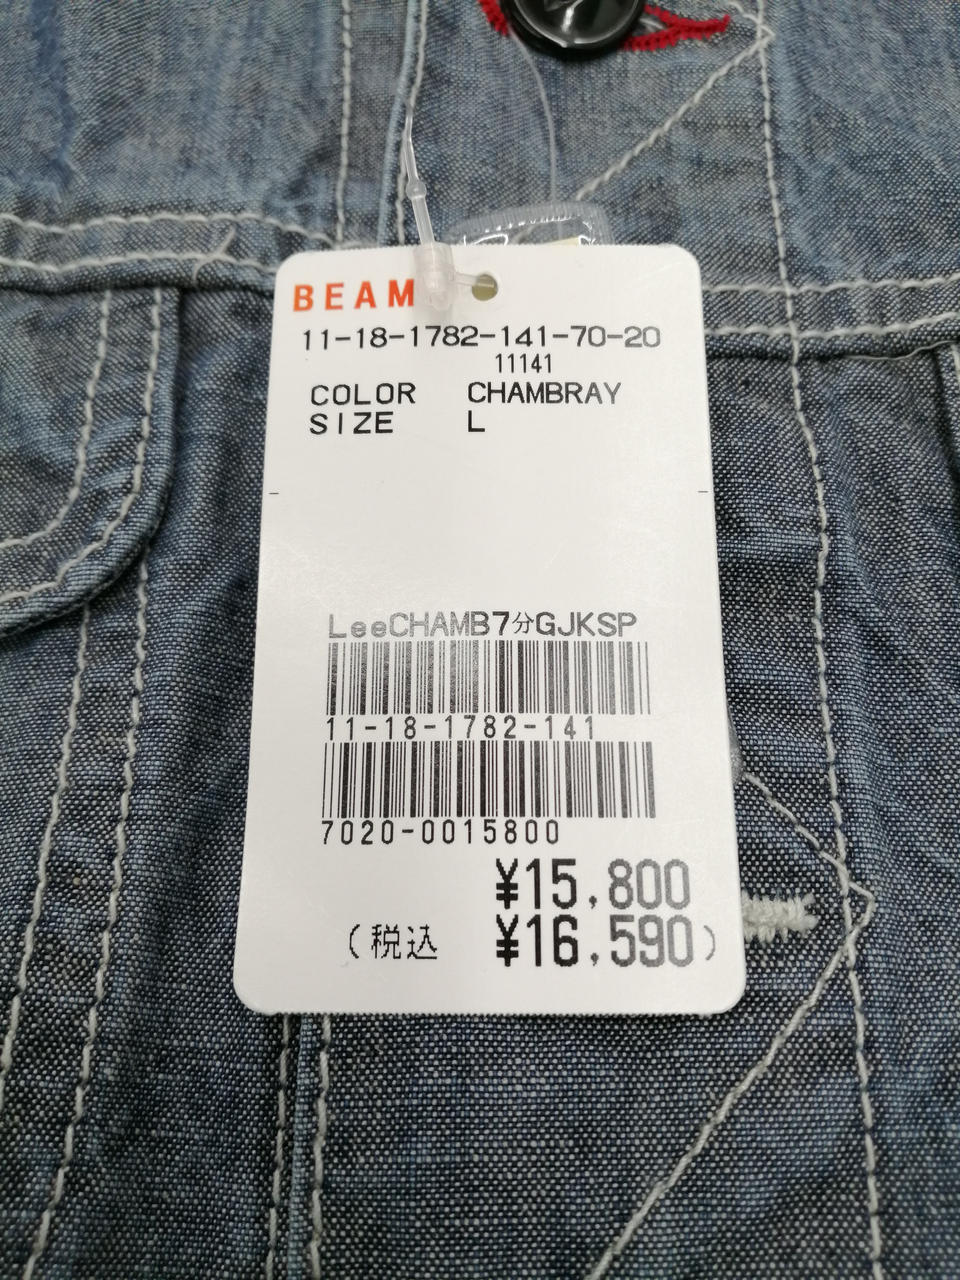 BEAM
11-18-1782-141-70-20
11141
COLOR CHAMBRAY
SIZE L
LeeCHAMB7分GJKSP
11-18-1782-141
7020-0015800
¥15,800
(税込 ¥16,590)